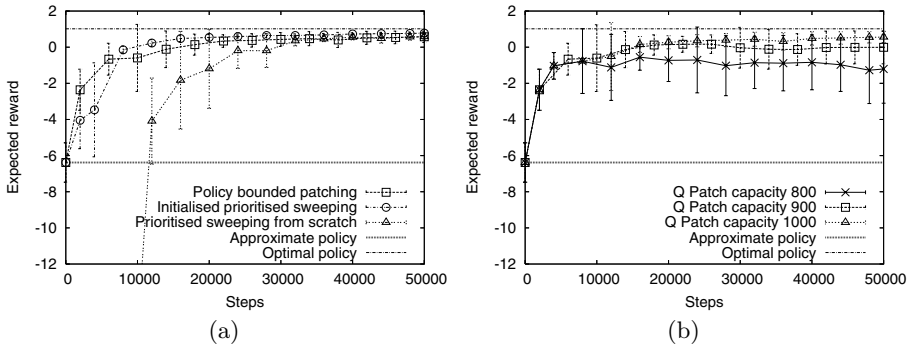 2
0
-2
-4
-6
-8
-10
-12
Expected reward
0
10000
20000
30000
40000
50000
Steps
Policy bounded patching
Initialised prioritised sweeping
Prioritised sweeping from scratch
Approximate policy
Optimal policy
(a)
2
0
-2
-4
-6
-8
-10
-12
Expected reward
0
10000
20000
30000
40000
50000
Steps
Q Patch capacity 800
Q Patch capacity 900
Q Patch capacity 1000
Approximate policy
Optimal policy
(b)